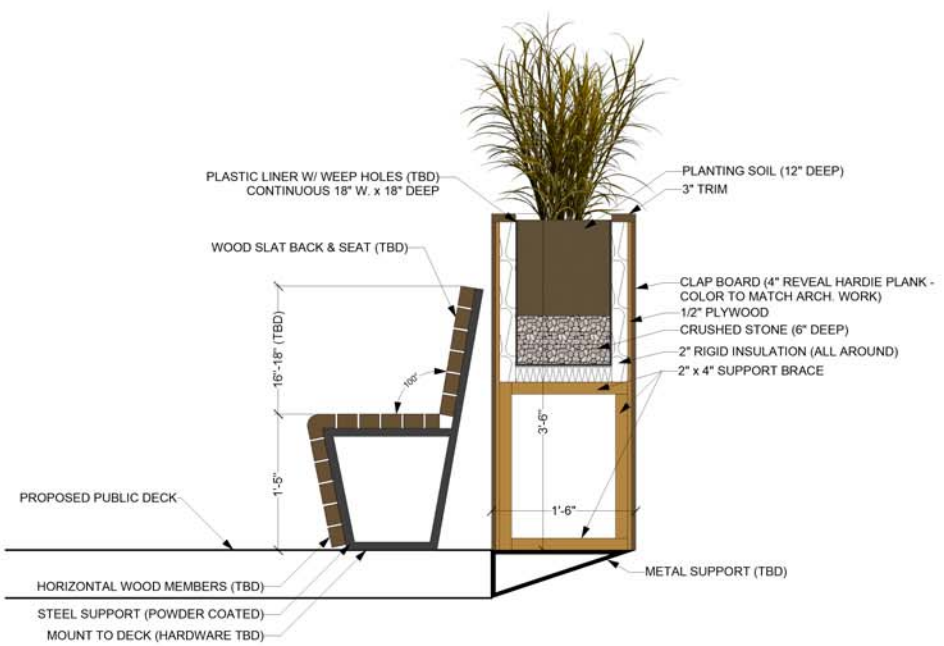 PLASTIC LINER W/ WEEP HOLES (TBD)
CONTINUOUS 18" W. x 18" DEEP
WOOD SLAT BACK & SEAT (TBD)
16"-18" (TBD)
100°
1'-5"
PROPOSED PUBLIC DECK
HORIZONTAL WOOD MEMBERS (TBD)
STEEL SUPPORT (POWDER COATED)
MOUNT TO DECK (HARDWARE TBD)
PLANTING SOIL (12" DEEP)
3" TRIM
CLAP BOARD (4" REVEAL HARDIE PLANK -
COLOR TO MATCH ARCH. WORK)
1/2" PLYWOOD
CRUSHED STONE (6" DEEP)
2" RIGID INSULATION (ALL AROUND)
2" x 4" SUPPORT BRACE
3'-6"
1'-6"
METAL SUPPORT (TBD)